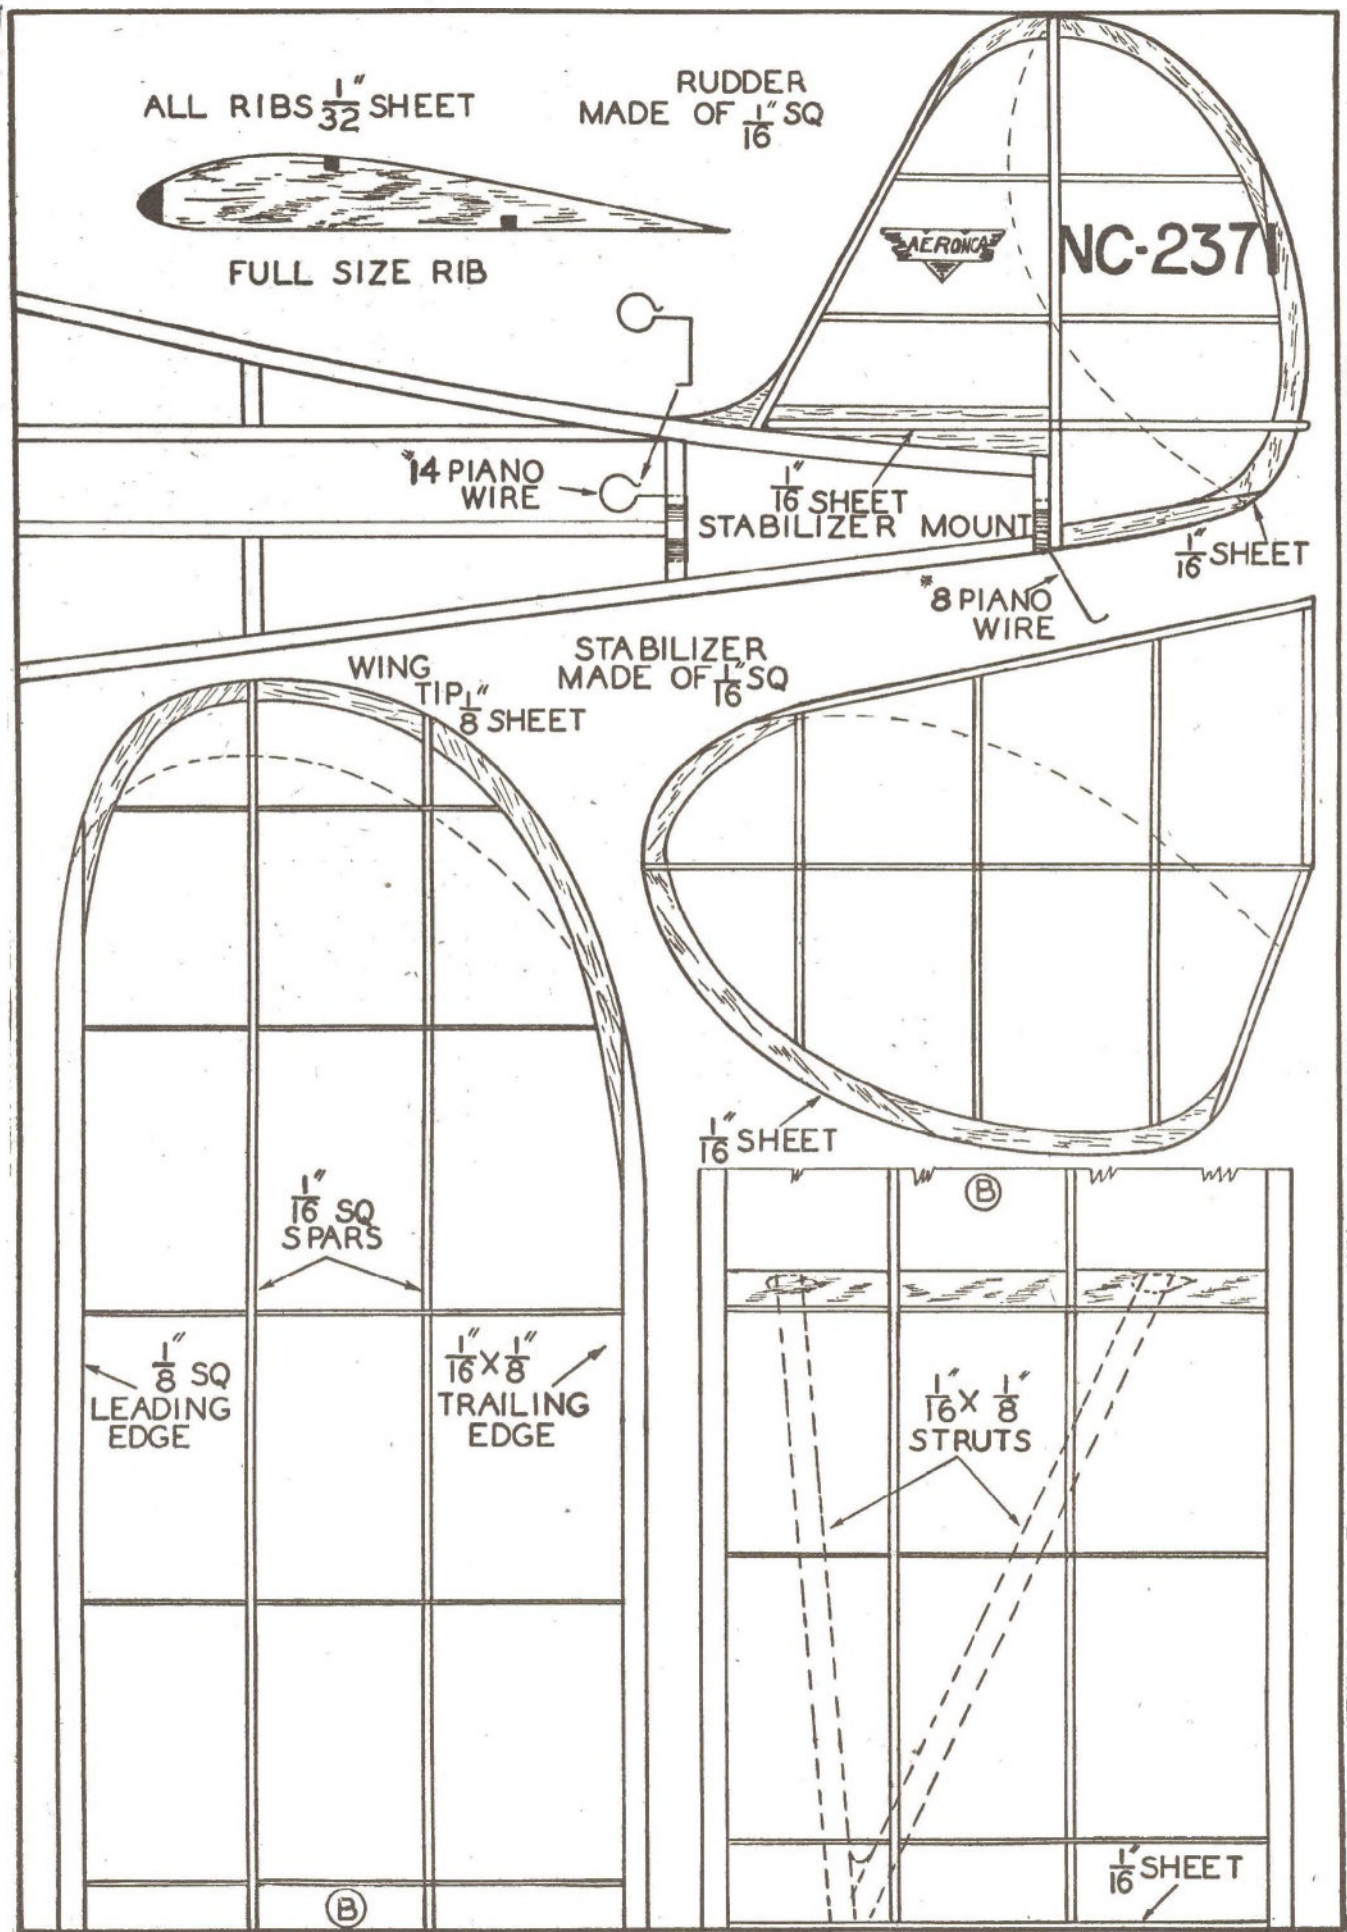 ALL RIBS 1/32" SHEET
RUDDER
MADE OF 1/16" SQ
FULL SIZE RIB
AERONCA
NC-2371
#14 PIANO
WIRE
1/16" SHEET
STABILIZER MOUNT
1/16" SHEET
#8 PIANO
WIRE
STABILIZER
MADE OF 1/16" SQ
WING
TIP 1/8" SHEET
1/16" SHEET
B
1/16" SQ
SPARS
1/8" SQ
LEADING
EDGE
1/16" X 1/8"
TRAILING
EDGE
1/16" X 1/8"
STRUTS
1/16" SHEET
B